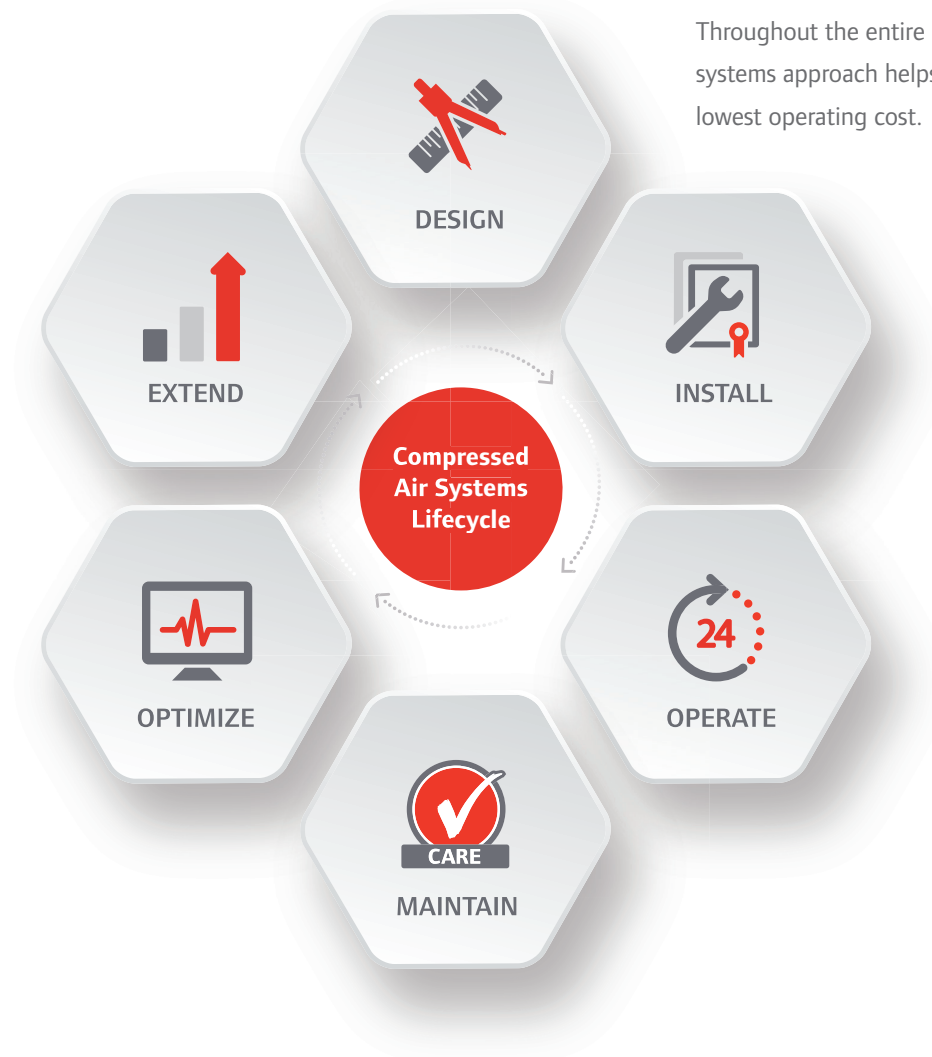 Throughout the entire
systems approach helps
lowest operating cost.
DESIGN
INSTALL
EXTEND
Compressed
Air Systems
Lifecycle
24
OPERATE
OPTIMIZE
CARE
MAINTAIN